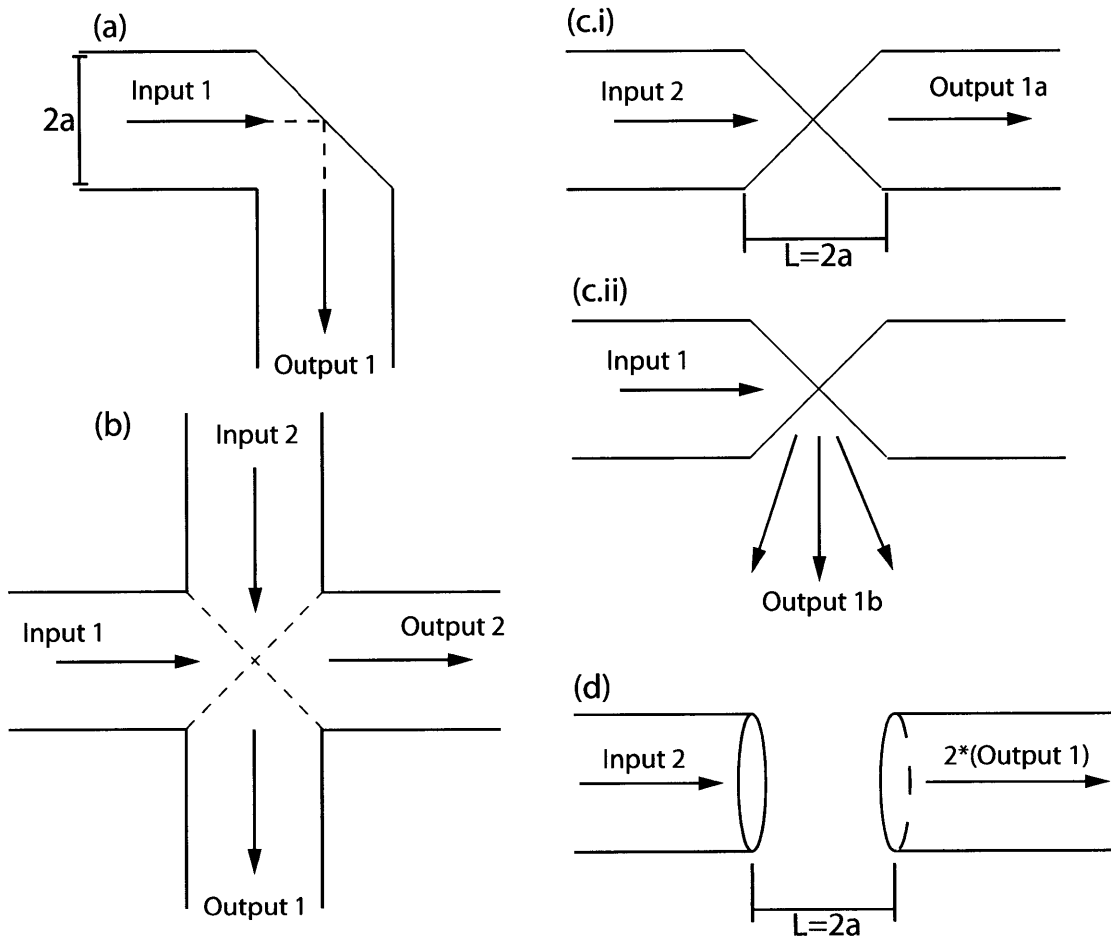 (a)
Input 1
2a
Output 1
(b)
Input 2
Input 1
Output 2
Output 1
(c.i)
Input 2
Output 1a
L=2a
(c.ii)
Input 1
Output 1b
(d)
Input 2
2*(Output 1)
L=2a